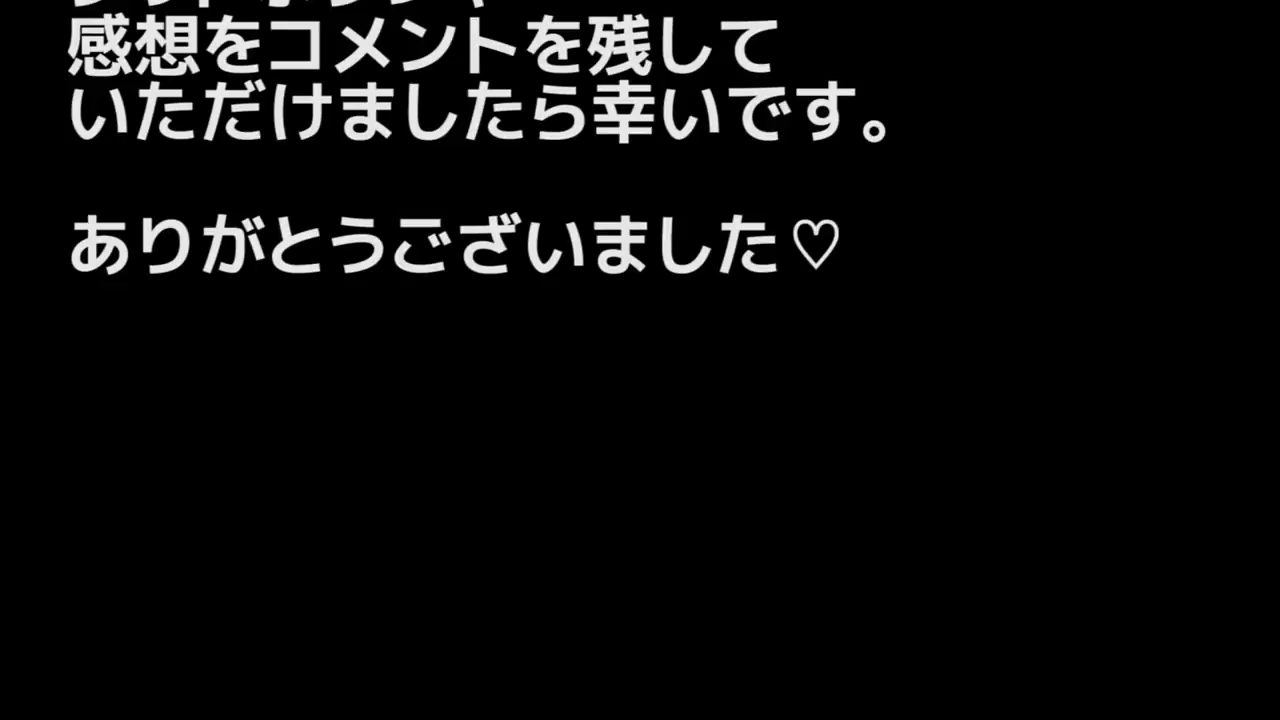 感想をコメントを残して
いただけましたら幸いです。
ありがとうございました♡